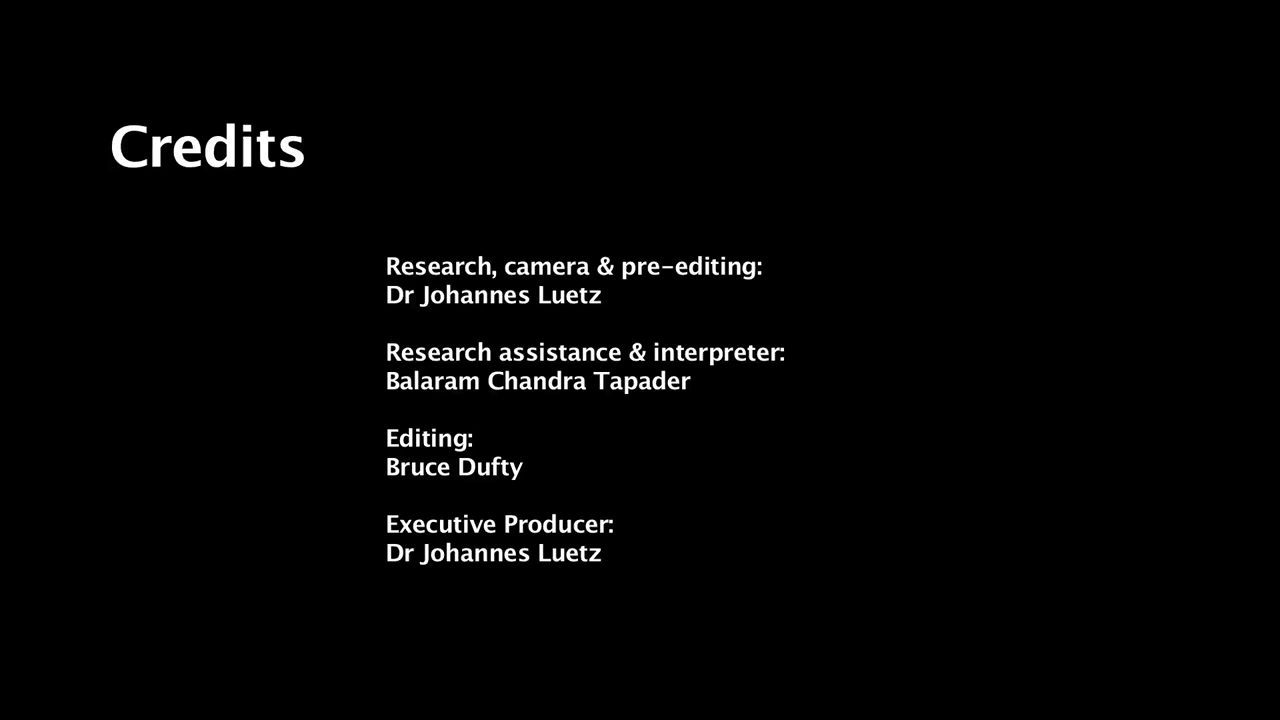 Credits
Research, camera & pre-editing:
Dr Johannes Luetz
Research assistance & interpreter:
Balaram Chandra Tapader
Editing:
Bruce Dufty
Executive Producer:
Dr Johannes Luetz